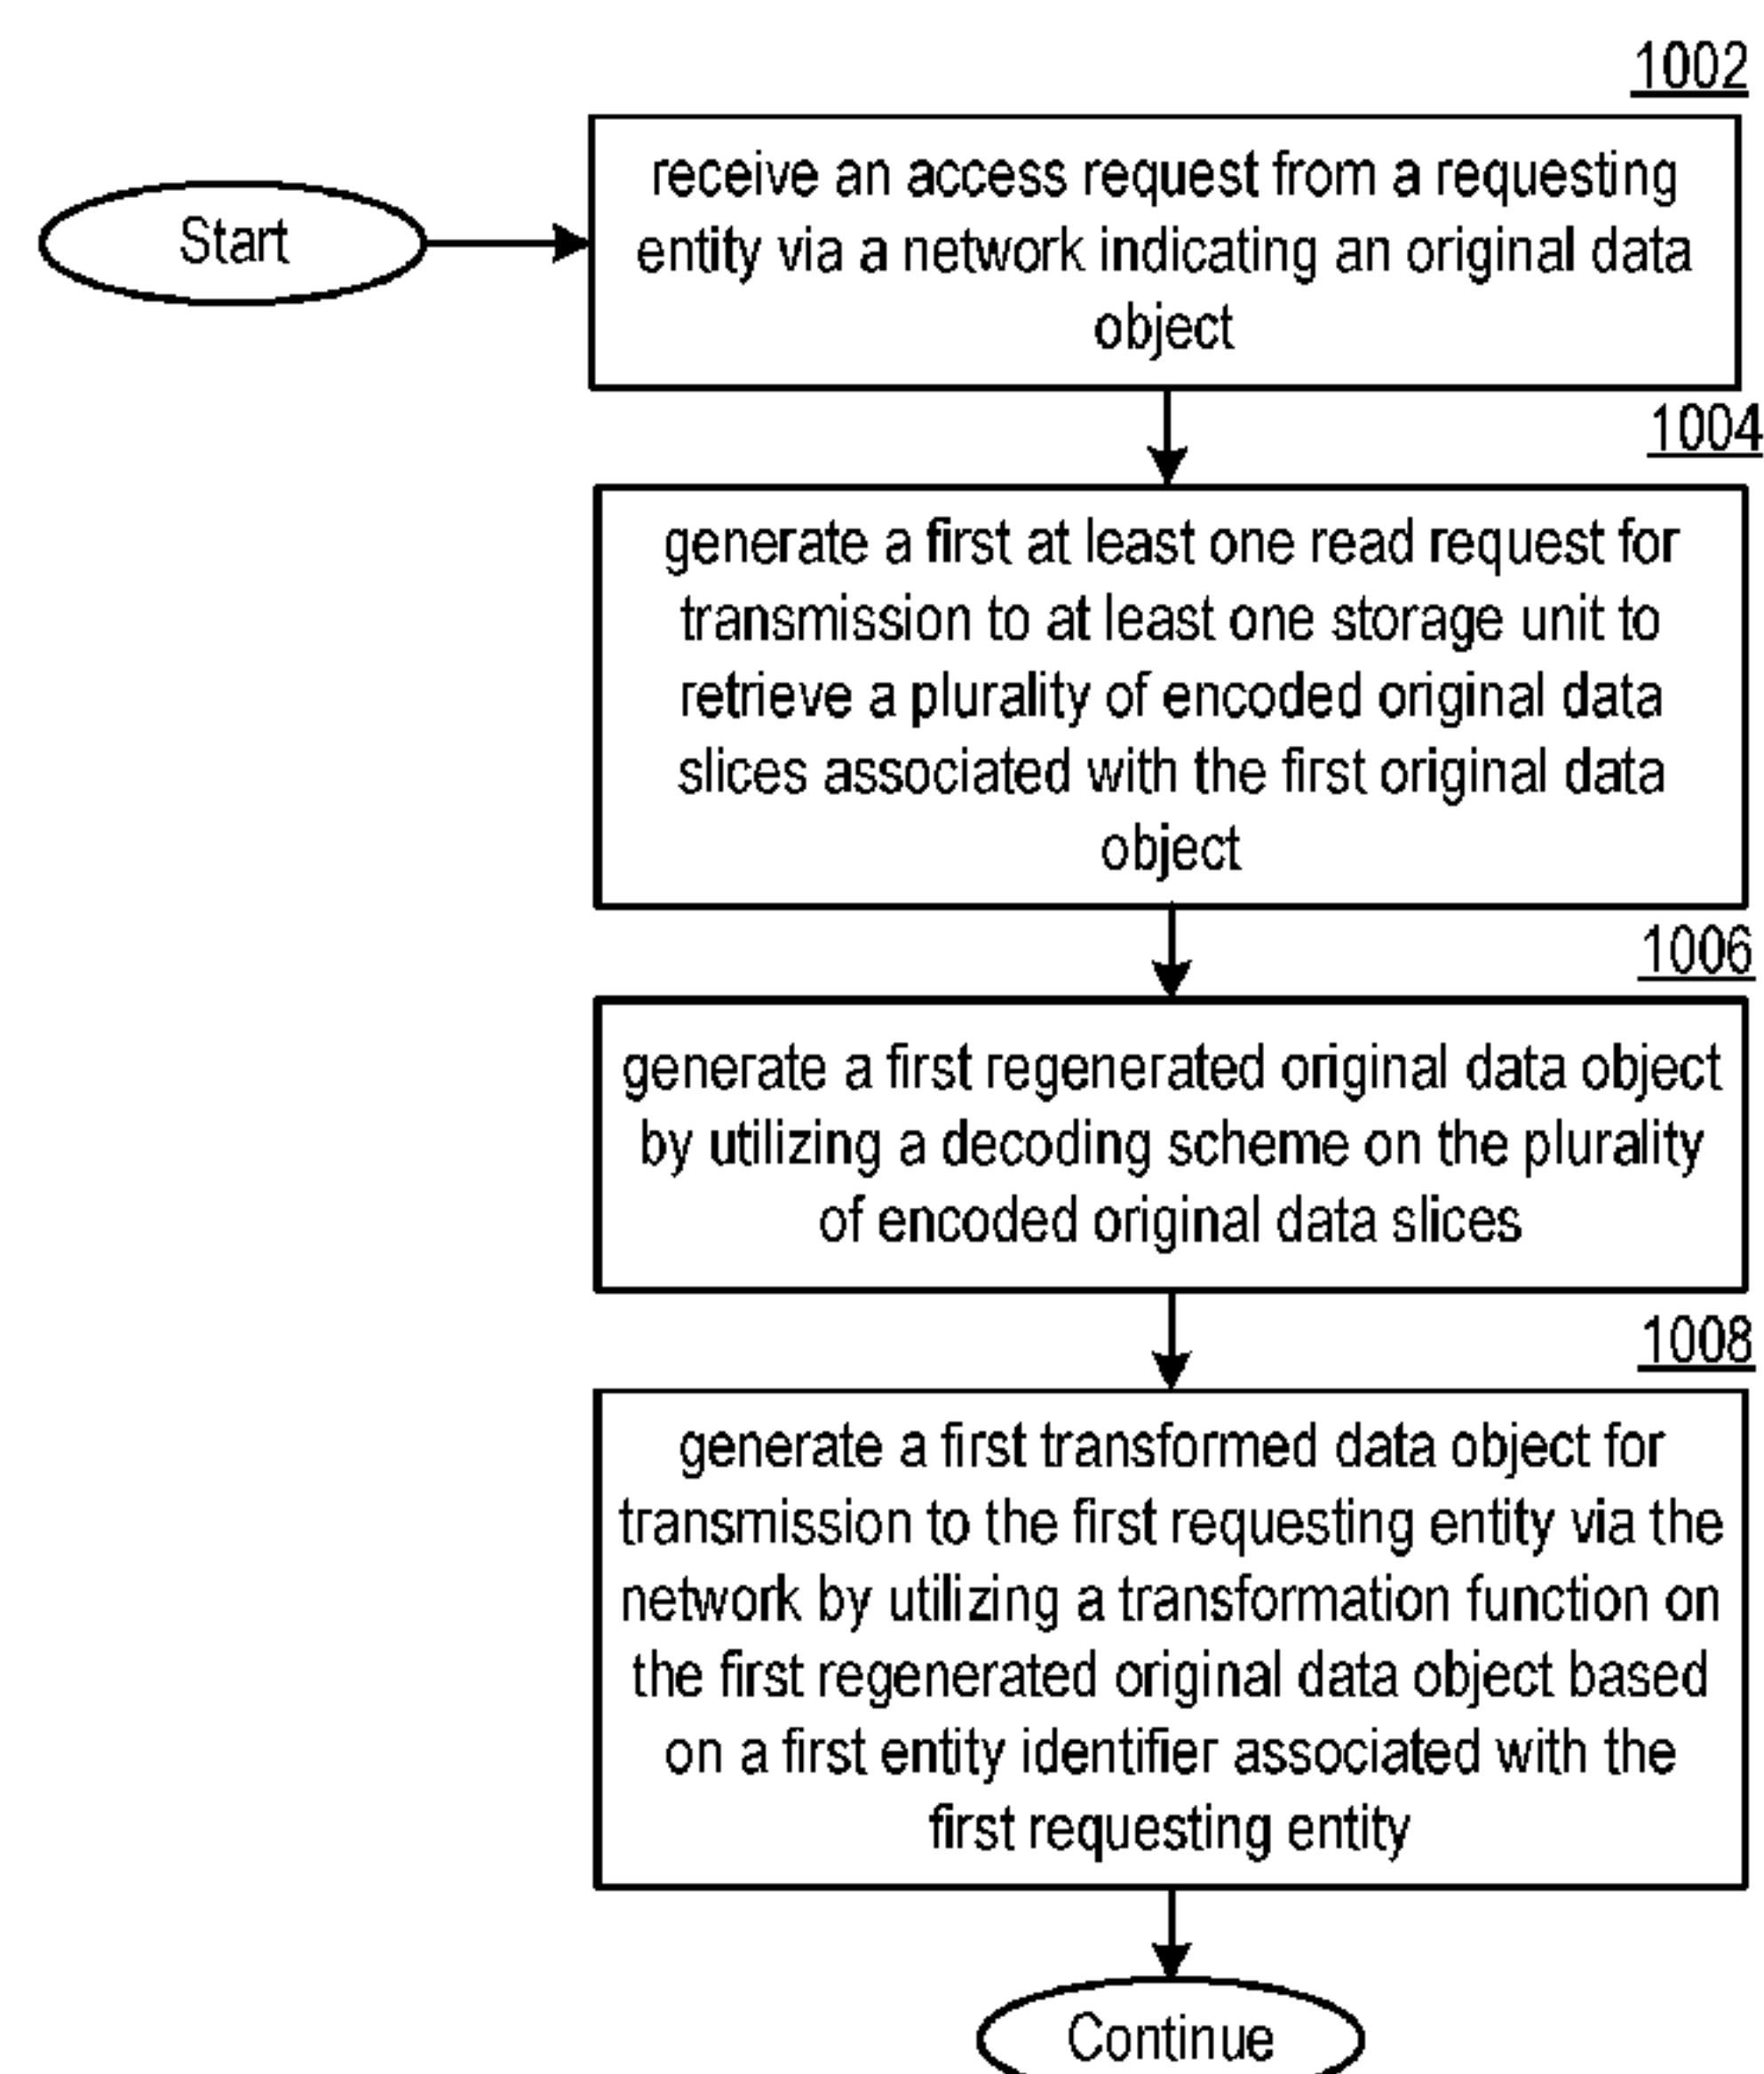 1002
Start
receive an access request from a requesting
entity via a network indicating an original data
object
1004
generate a first at least one read request for
transmission to at least one storage unit to
retrieve a plurality of encoded original data
slices associated with the first original data
object
1006
generate a first regenerated original data object
by utilizing a decoding scheme on the plurality
of encoded original data slices
1008
generate a first transformed data object for
transmission to the first requesting entity via the
network by utilizing a transformation function on
the first regenerated original data object based
on a first entity identifier associated with the
first requesting entity
Continue